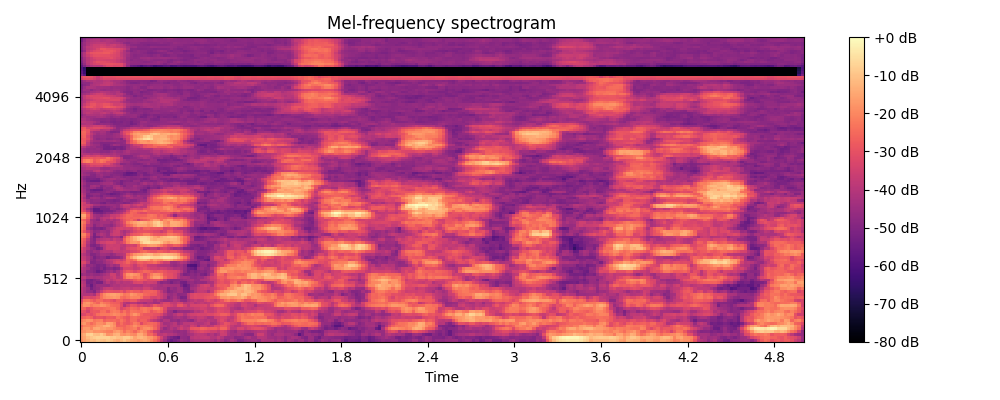 Mel-frequency spectrogram
Hz
4096
2048
1024
512
0
0 0.6 1.2 1.8 2.4 3 3.6 4.2 4.8
Time
+0 dB
-10 dB
-20 dB
-30 dB
-40 dB
-50 dB
-60 dB
-70 dB
-80 dB